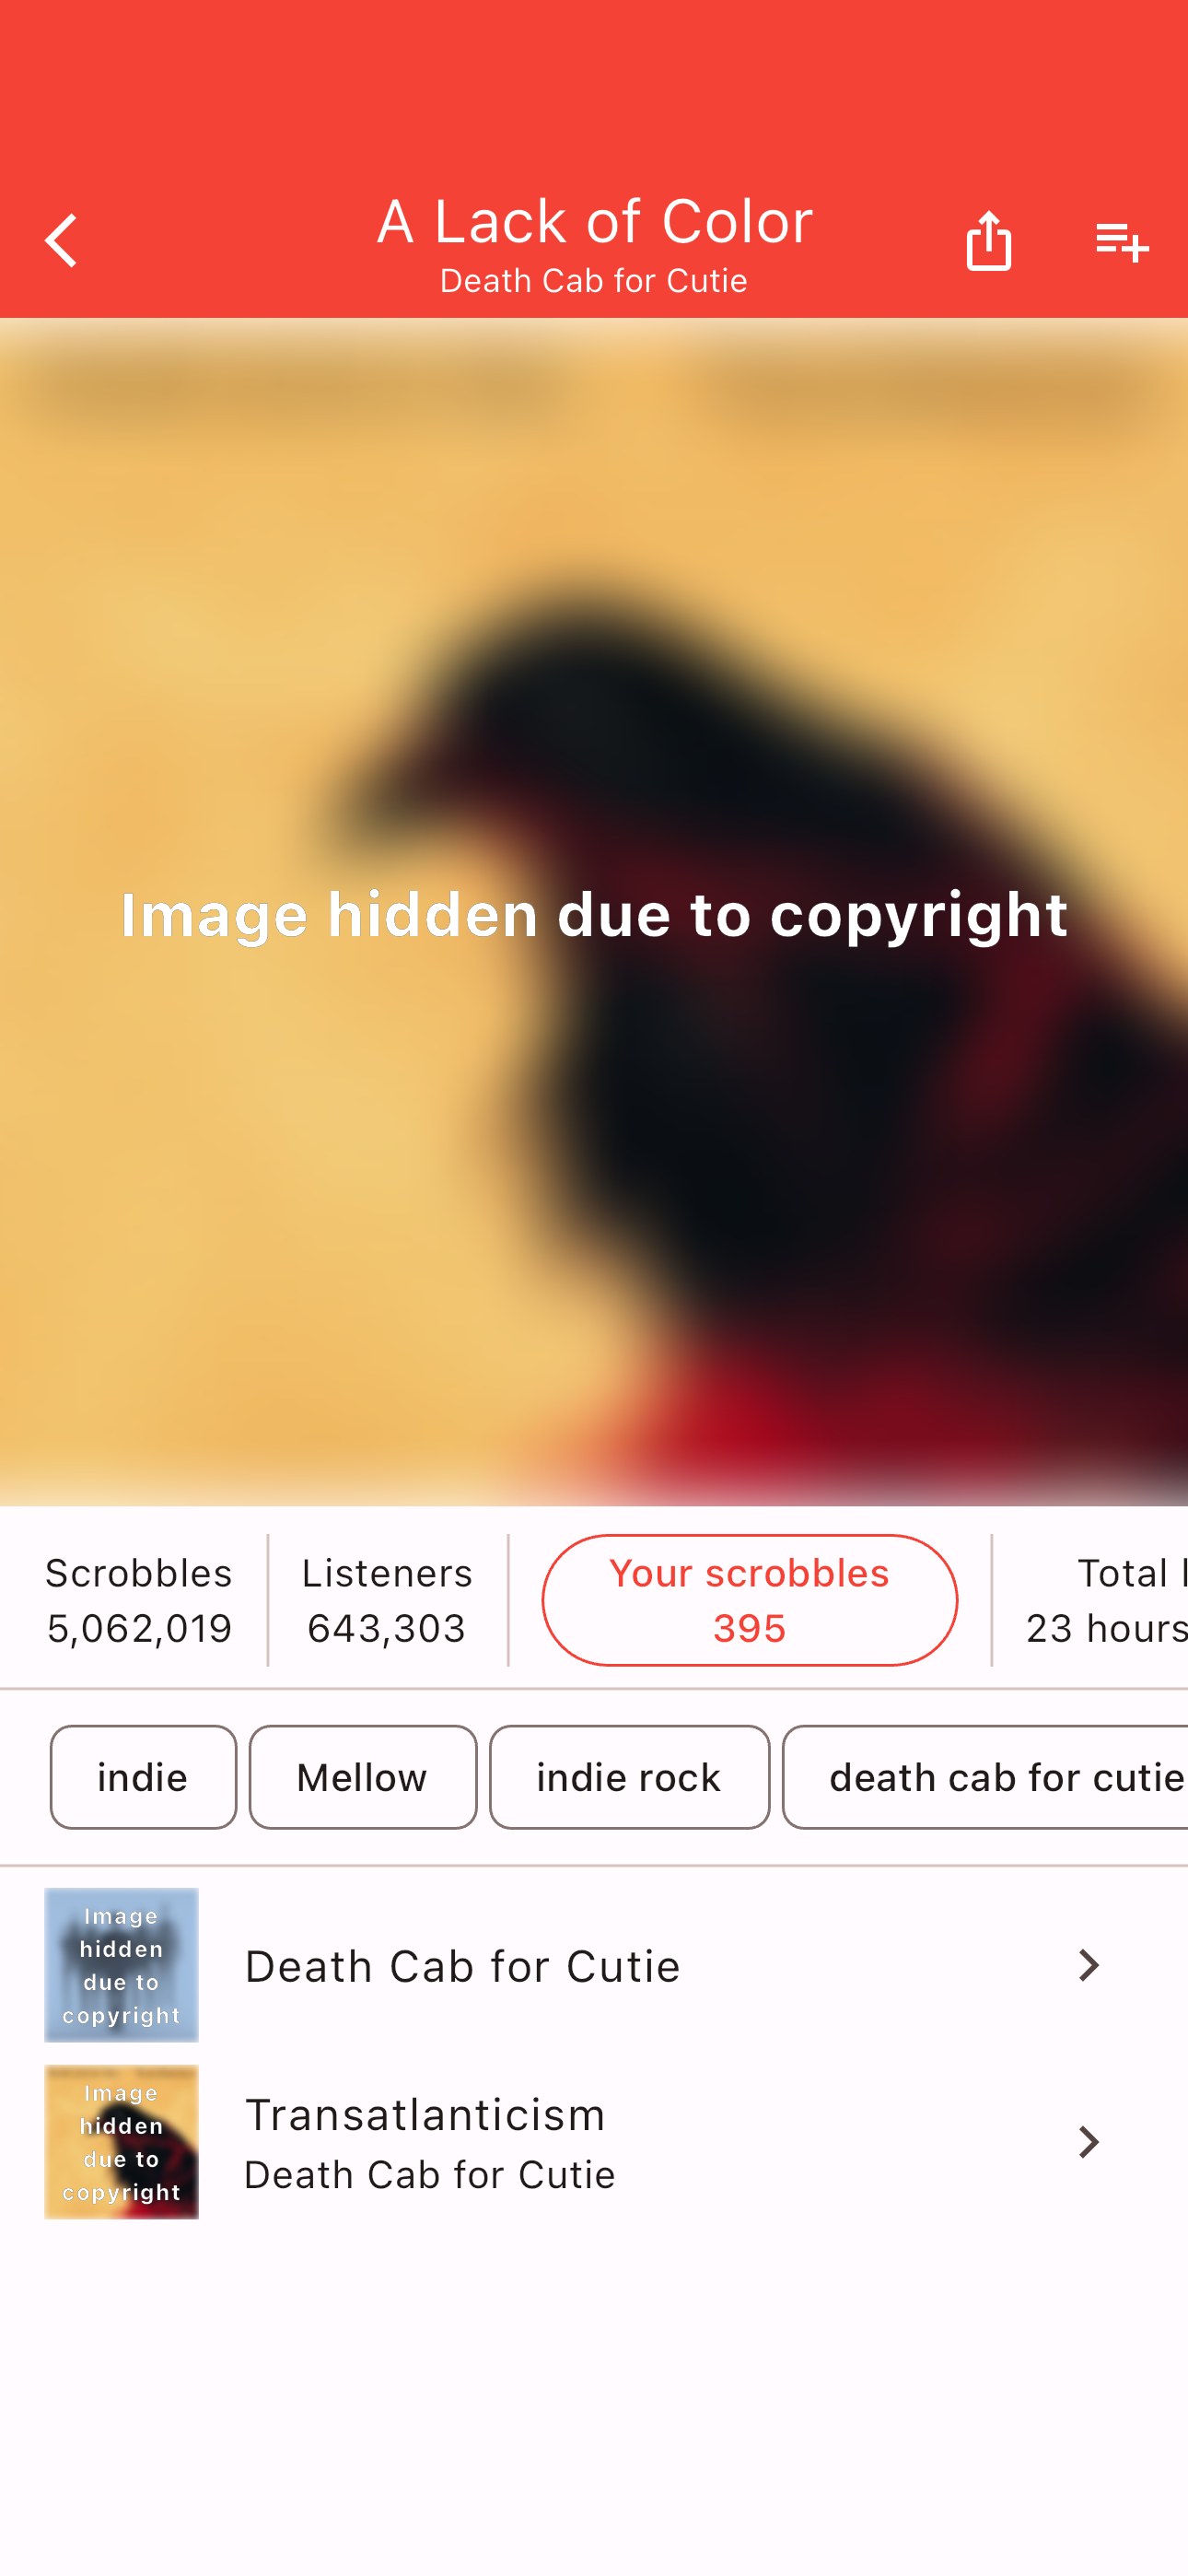 A Lack of Color
Death Cab for Cutie
Image hidden due to copyright
Scrobbles
5,062,019
Listeners
643,303
Your scrobbles
395
Total
23 hours
indie
Mellow
indie rock
death cab for cutie
Image
hidden
due to
copyright
Death Cab for Cutie
Image
hidden
due to
copyright
Transatlanticism
Death Cab for Cutie